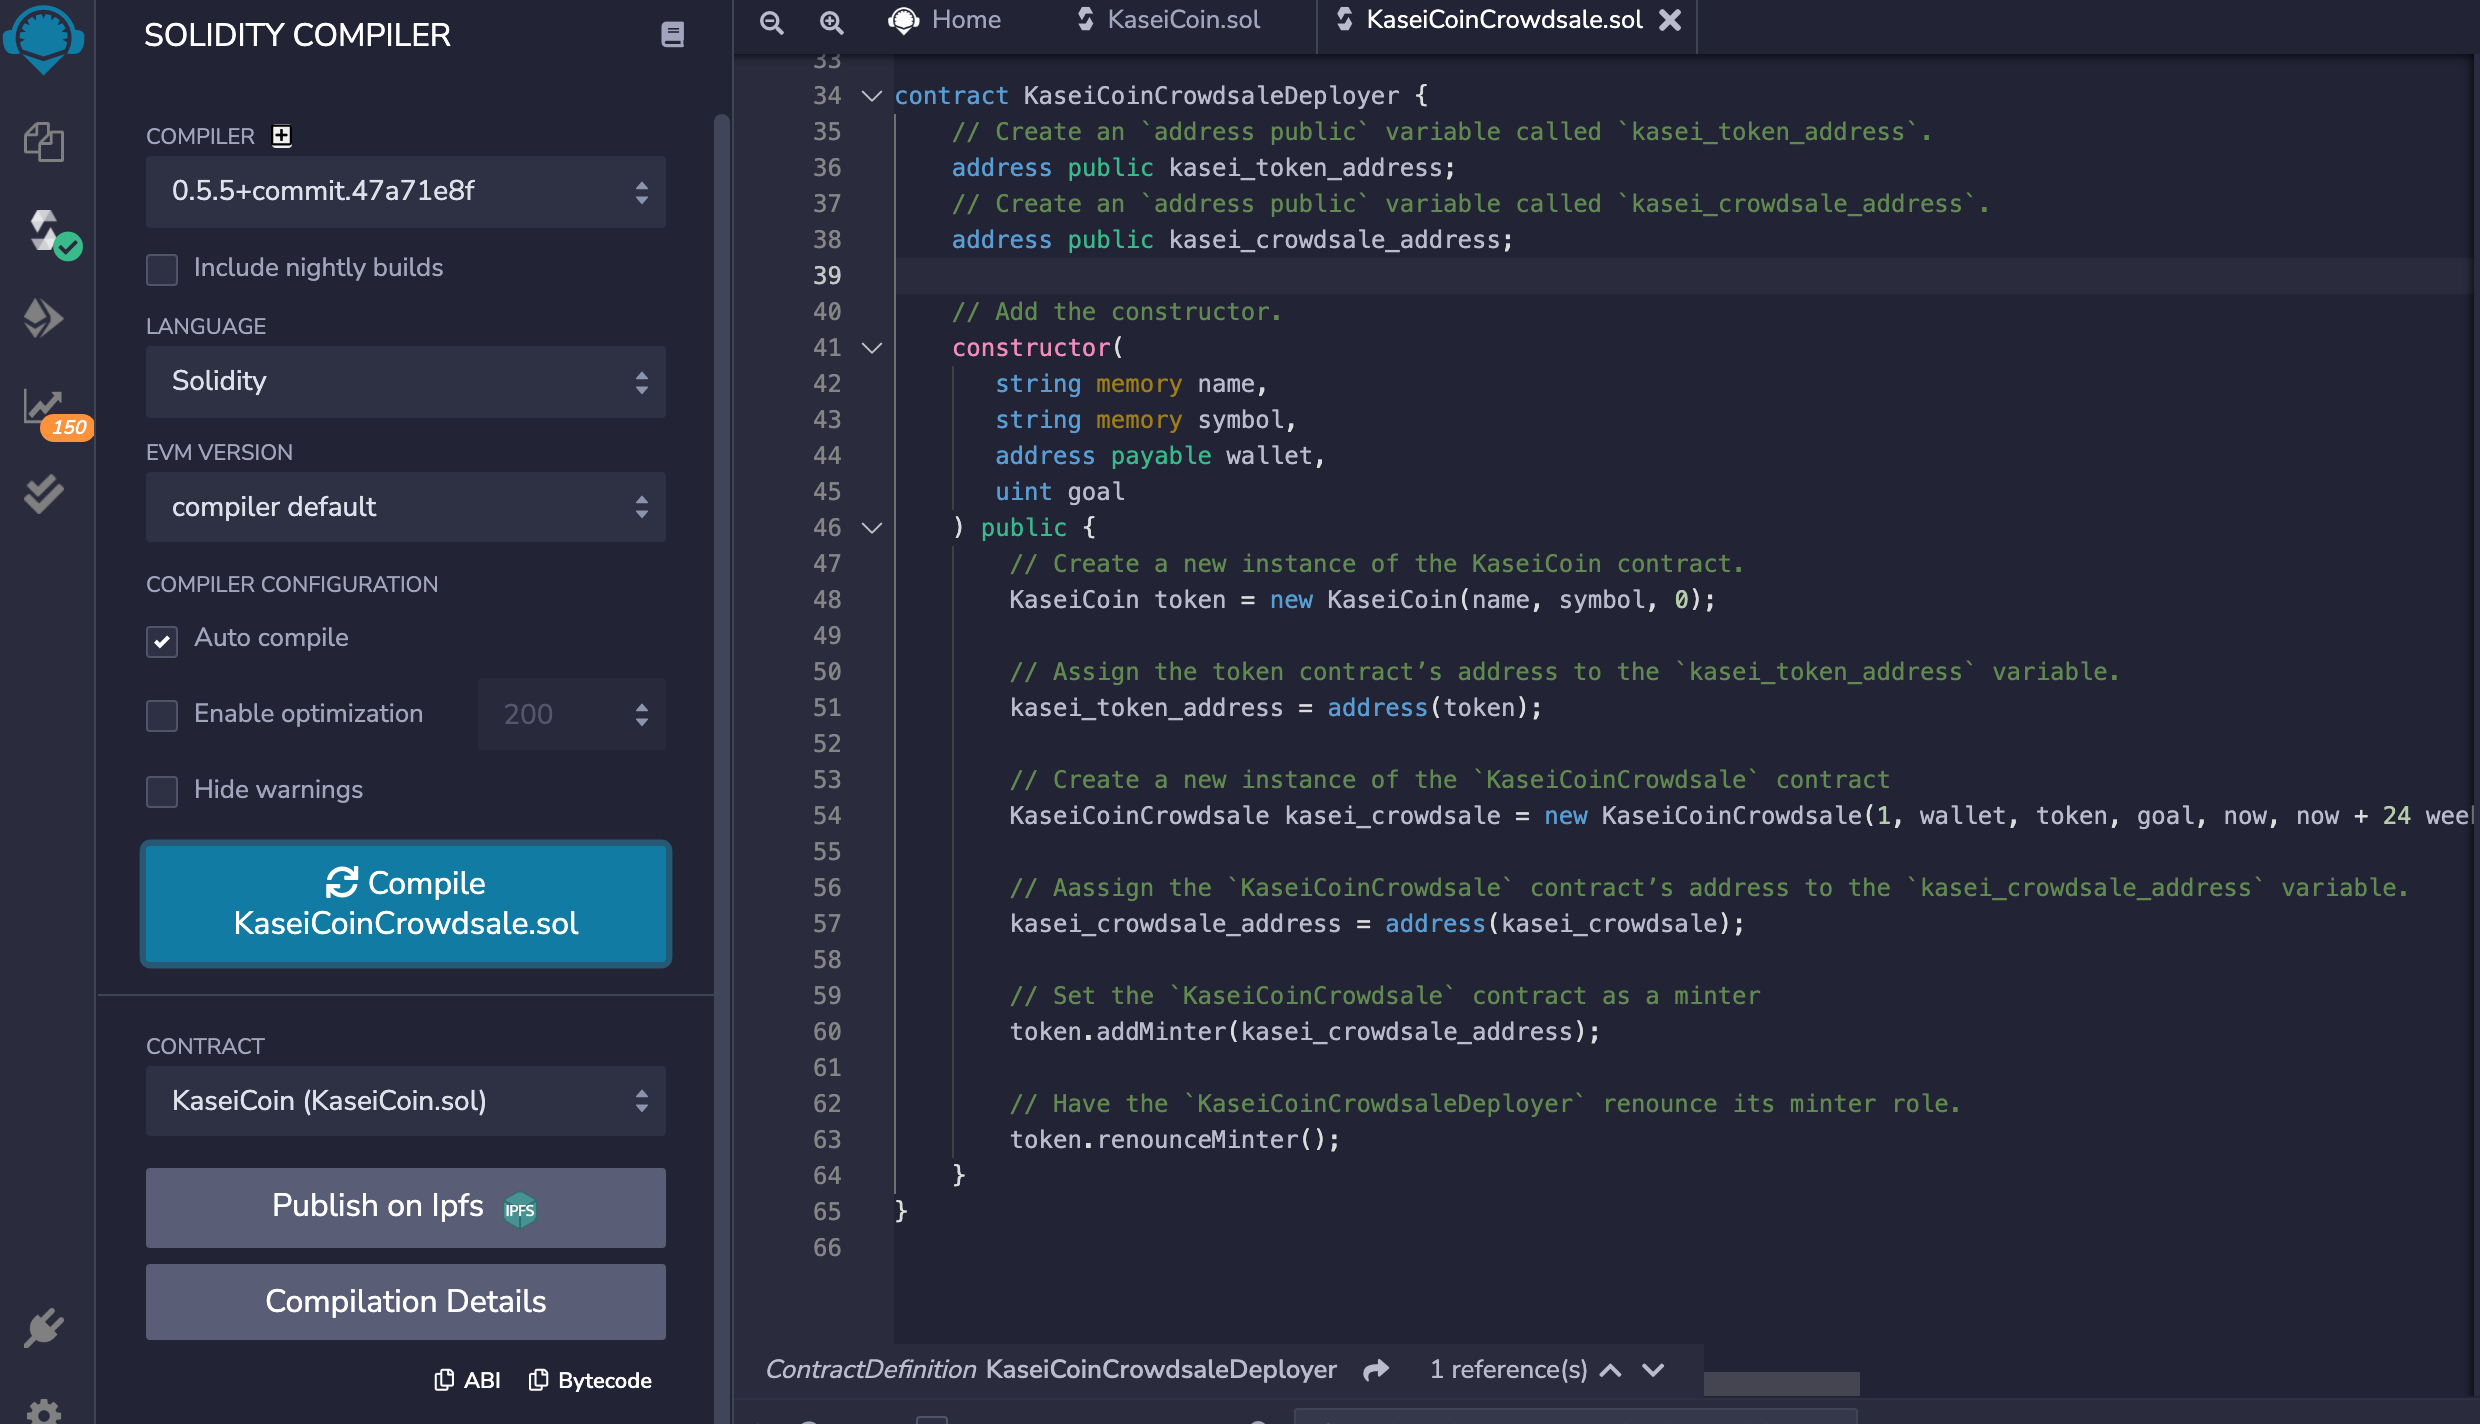 SOLIDITY COMPILER
COMPILER
0.5.5+commit.47a71e8f
Include nightly builds
LANGUAGE
Solidity
EVM VERSION
compiler default
COMPILER CONFIGURATION
Auto compile
Enable optimization 200
Hide warnings
Compile
KaseiCoinCrowdsale.sol
CONTRACT
KaseiCoin (KaseiCoin.sol)
Publish on Ipfs IPFS
Compilation Details
ABI Bytecode
150
Home KaseiCoin.sol KaseiCoinCrowdsale.sol
33
34 contract KaseiCoinCrowdsaleDeployer {
35 // Create an `address public` variable called `kasei_token_address`.
36 address public kasei_token_address;
37 // Create an `address public` variable called `kasei_crowdsale_address`.
38 address public kasei_crowdsale_address;
39
40 // Add the constructor.
41 constructor(
42 string memory name,
43 string memory symbol,
44 address payable wallet,
45 uint goal
46 ) public {
47 // Create a new instance of the KaseiCoin contract.
48 KaseiCoin token = new KaseiCoin(name, symbol, 0);
49
50 // Assign the token contract’s address to the `kasei_token_address` variable.
51 kasei_token_address = address(token);
52
53 // Create a new instance of the `KaseiCoinCrowdsale` contract
54 KaseiCoinCrowdsale kasei_crowdsale = new KaseiCoinCrowdsale(1, wallet, token, goal, now, now + 24 wee
55
56 // Aassign the `KaseiCoinCrowdsale` contract’s address to the `kasei_crowdsale_address` variable.
57 kasei_crowdsale_address = address(kasei_crowdsale);
58
59 // Set the `KaseiCoinCrowdsale` contract as a minter
60 token.addMinter(kasei_crowdsale_address);
61
62 // Have the `KaseiCoinCrowdsaleDeployer` renounce its minter role.
63 token.renounceMinter();
64 }
65 }
66
ContractDefinition KaseiCoinCrowdsaleDeployer 1 reference(s)